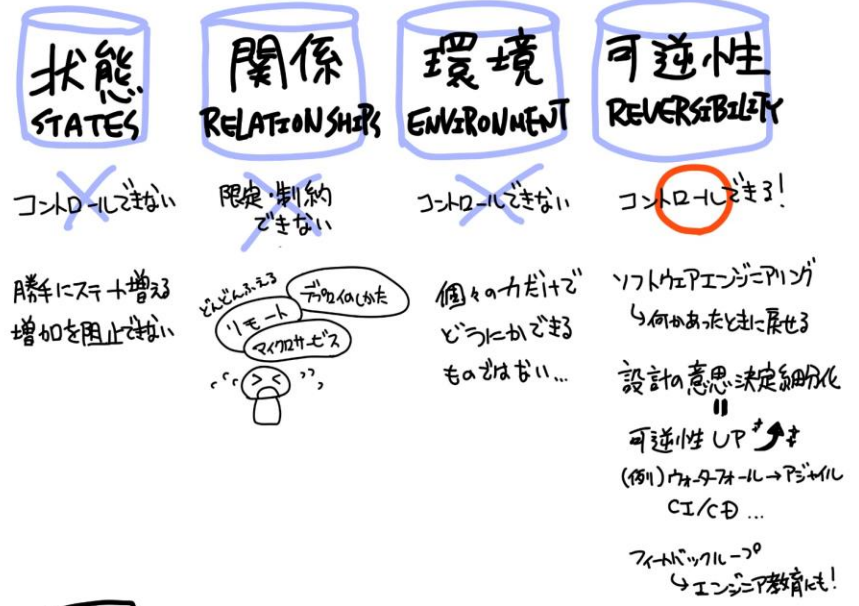 状態
STATES
コントロールできない
勝手にステート増える
増加を阻止できない
関係
RELATIONSHIPS
限定・制約
できない
どんどんふえる
デプロイのしかた
リモート
マイクロサービス
環境
ENVIRONMENT
コントロールできない
個々の力だけで
どうにかできる
ものではない...
可逆性
REVERSIBILITY
コントロールできる!
ソフトウェアエンジニアリング
↳何かあったときに戻せる
設計の意思決定細分化
=
可逆性 UP
(例)ウォーターフォール→アジャイル
CI/CD ...
フィードバックループ
↳エンジニア教育にも!